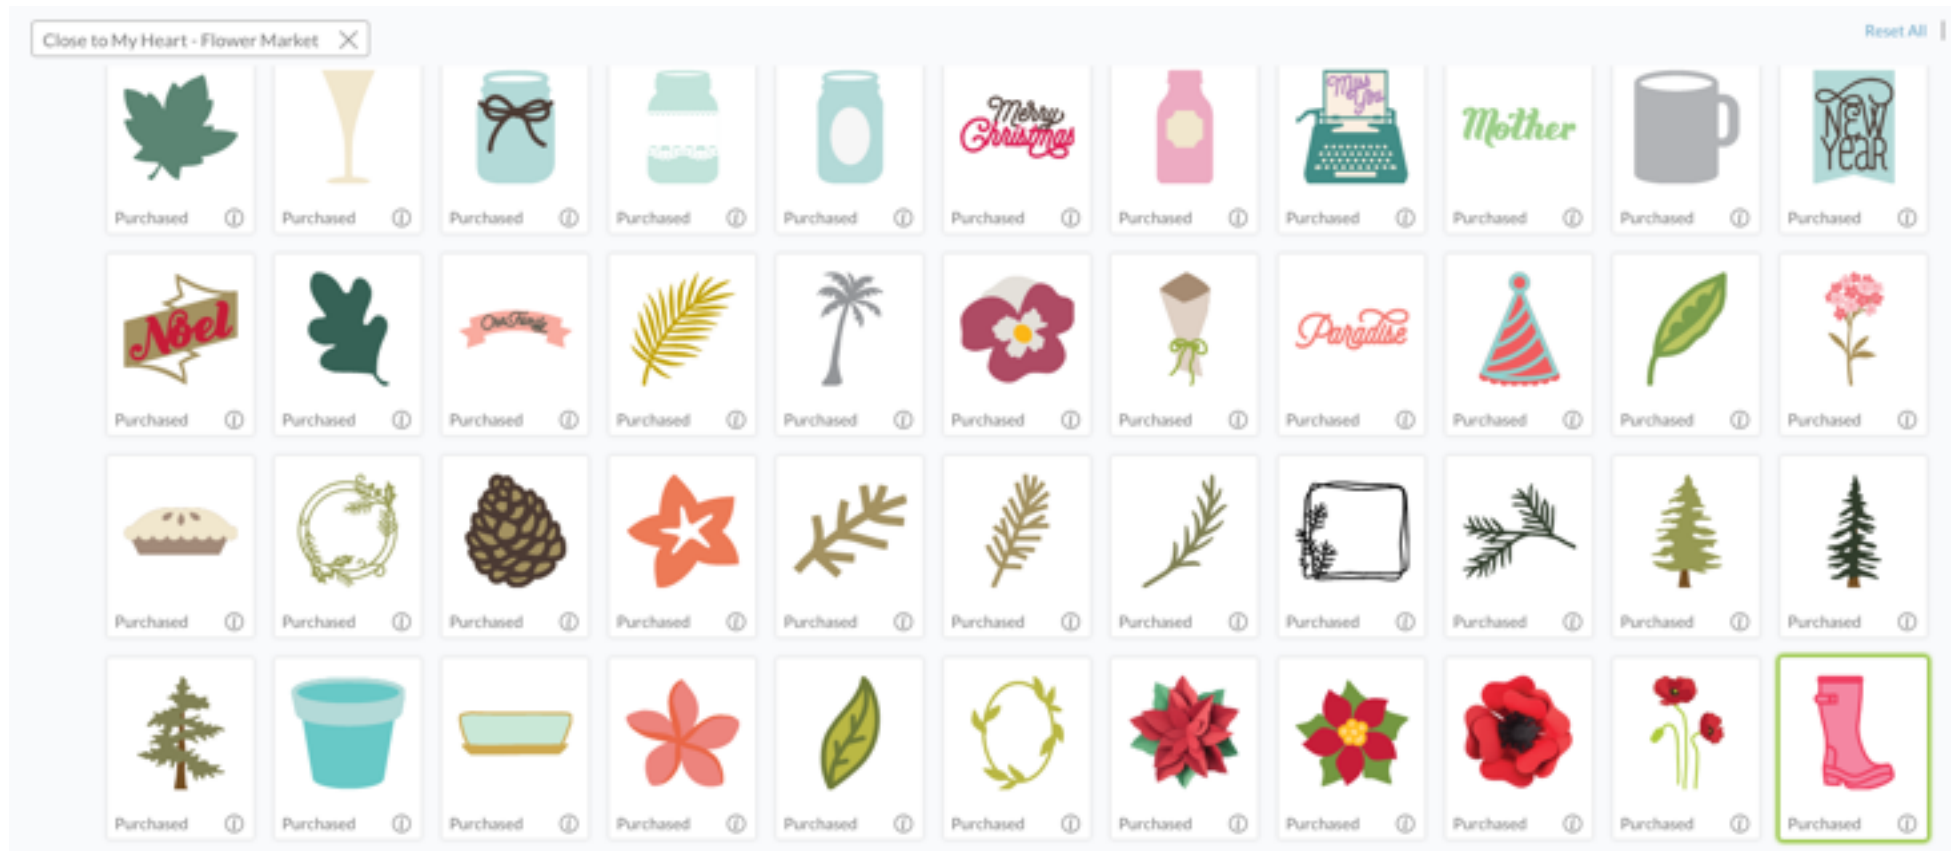 Close to My Heart - Flower Market
Reset All
Merry
Christmas
Miss
You
Mother
NEW
YEAR
Purchased Purchased Purchased Purchased Purchased Purchased Purchased Purchased Purchased Purchased Purchased
Noel
Our Family
Paradise
Purchased Purchased Purchased Purchased Purchased Purchased Purchased Purchased Purchased Purchased Purchased
Purchased Purchased Purchased Purchased Purchased Purchased Purchased Purchased Purchased Purchased Purchased
Purchased Purchased Purchased Purchased Purchased Purchased Purchased Purchased Purchased Purchased Purchased